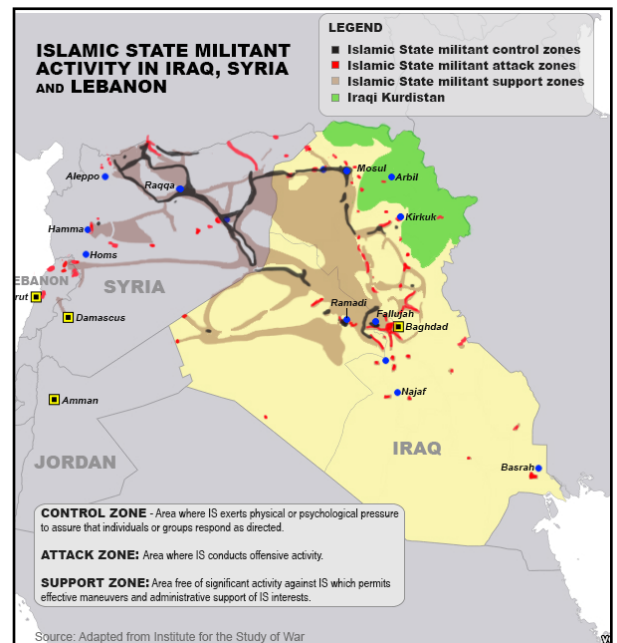 ISLAMIC STATE MILITANT
ACTIVITY IN IRAQ, SYRIA
AND LEBANON
LEGEND
Islamic State militant control zones
Islamic State militant attack zones
Islamic State militant support zones
Iraqi Kurdistan
Aleppo
Raqqa
Mosul
Arbil
Kirkuk
Hamma
Homs
EBANON
SYRIA
rut
Damascus
Ramadi
Fallujah
Baghdad
Amman
Najaf
JORDAN
IRAQ
Basrah
CONTROL ZONE - Area where IS exerts physical or psychological pressure
to assure that individuals or groups respond as directed.
ATTACK ZONE: Area where IS conducts offensive activity.
SUPPORT ZONE: Area free of significant activity against IS which permits
effective maneuvers and administrative support of IS interests.
Source: Adapted from Institute for the Study of War